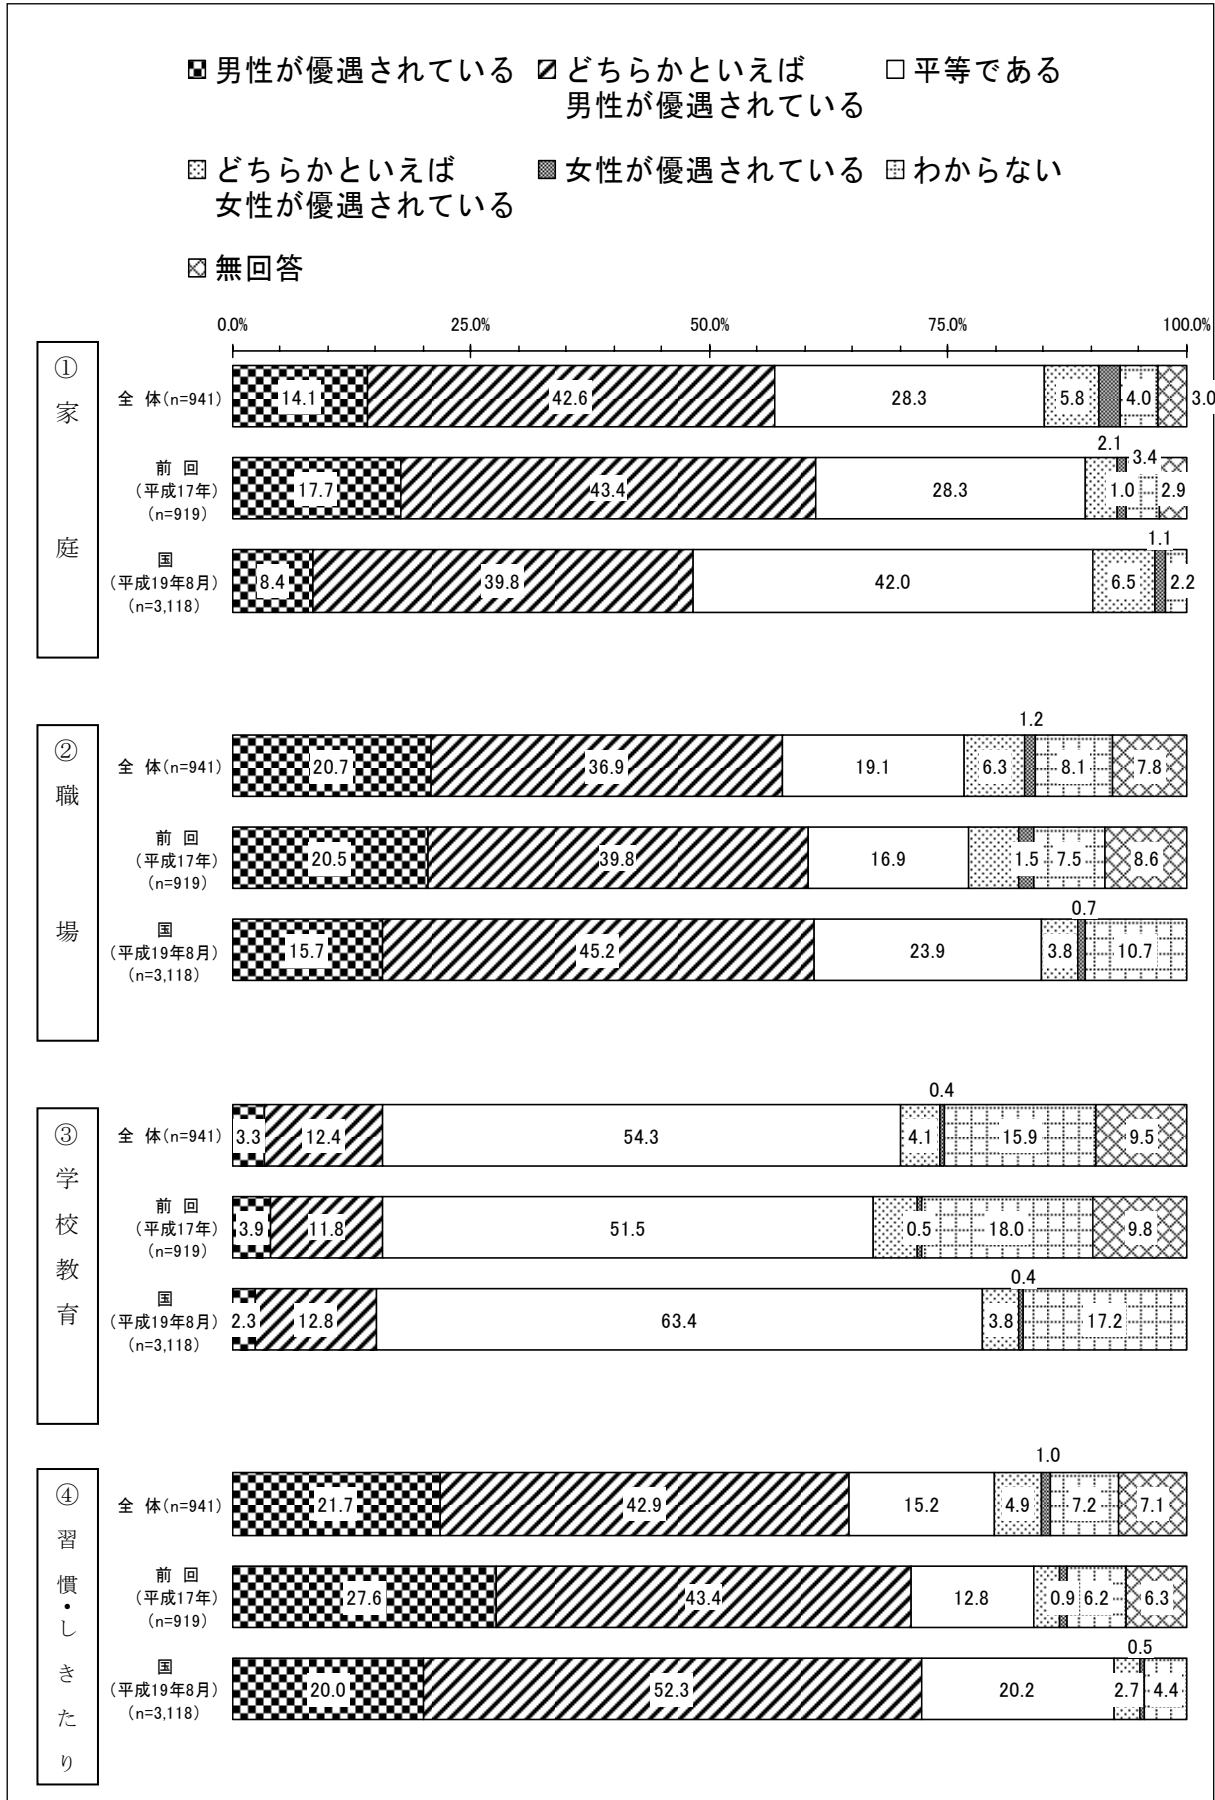 男性が優遇されている どちらかといえば 男性が優遇されている 平等である
どちらかといえば 女性が優遇されている 女性が優遇されている わからない
無回答
0.0% 25.0% 50.0% 75.0% 100.0%
①家庭
全 体(n=941) 14.1 42.6 28.3 5.8 4.0 3.0
2.1
前 回
(平成17年)
(n=919)
17.7 43.4 28.3 1.0 3.4 2.9
1.1
国
(平成19年8月)
(n=3,118)
8.4 39.8 42.0 6.5 2.2
②職場
1.2
全 体(n=941) 20.7 36.9 19.1 6.3 8.1 7.8
前 回
(平成17年)
(n=919)
20.5 39.8 16.9 1.5 7.5 8.6
0.7
国
(平成19年8月)
(n=3,118)
15.7 45.2 23.9 3.8 10.7
③学校教育
0.4
全 体(n=941) 3.3 12.4 54.3 4.1 15.9 9.5
前 回
(平成17年)
(n=919)
3.9 11.8 51.5 0.5 18.0 9.8
0.4
国
(平成19年8月)
(n=3,118)
2.3 12.8 63.4 3.8 17.2
④習慣・しきたり
1.0
全 体(n=941) 21.7 42.9 15.2 4.9 7.2 7.1
前 回
(平成17年)
(n=919)
27.6 43.4 12.8 0.9 6.2 6.3
0.5
国
(平成19年8月)
(n=3,118)
20.0 52.3 20.2 2.7 4.4